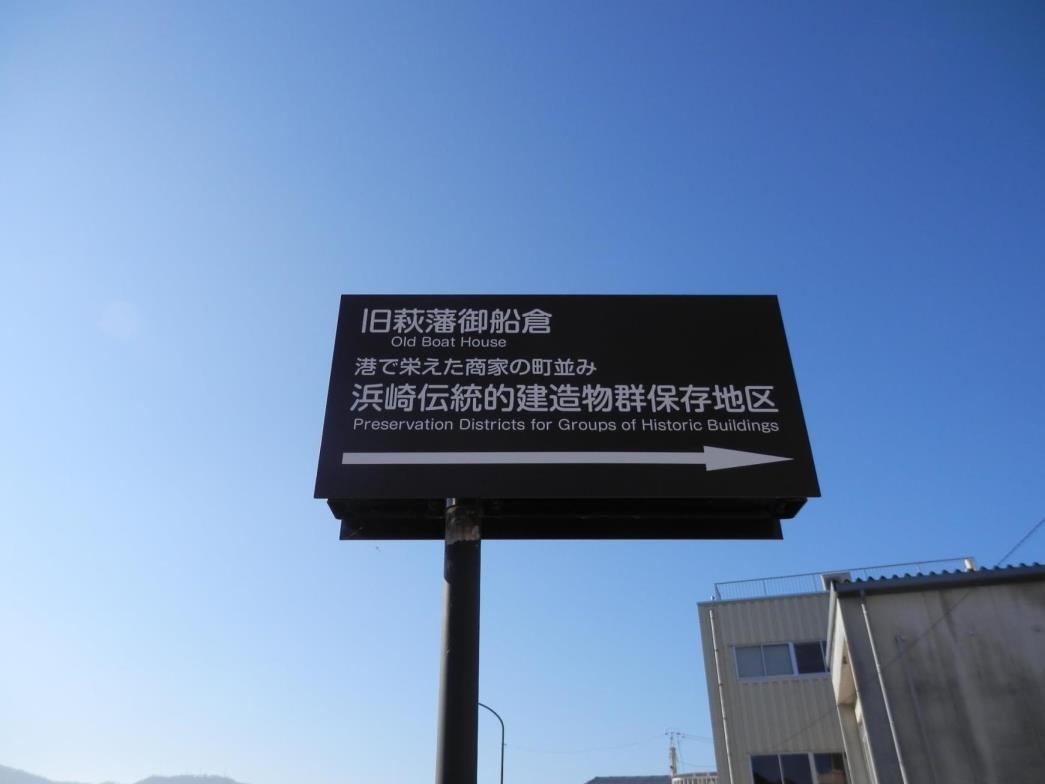 旧萩藩御船倉
Old Boat House
港で栄えた商家の町並み
浜崎伝統的建造物群保存地区
Preservation Districts for Groups of Historic Buildings